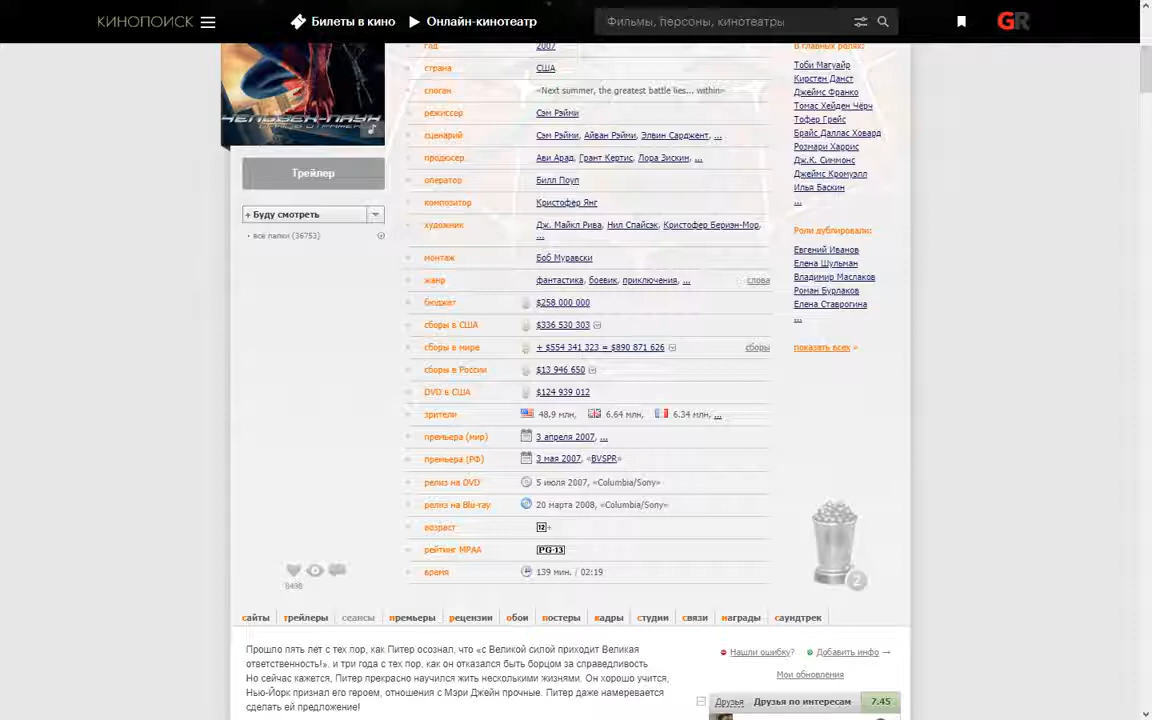 КИНОПОИСК
Билеты в кино
Онлайн-кинотеатр
Фильмы, персоны, кинотеатры
GR
ЧЕЛОВЕК-ПАУК
Трейлер
+ Буду смотреть
• все папки (36753)
8498
год 2007
страна США
слоган «Next summer, the greatest battle lies... within»
режиссер Сэм Рэйми
сценарий Сэм Рэйми, Айван Рэйми, Элвин Сарджент, ...
продюсер Ави Арад, Грант Кертис, Лора Зискин, ...
оператор Билл Поуп
композитор Кристофер Янг
художник Дж. Майкл Рива, Нил Спайсэк, Кристофер Бериэн-Мор,
...
монтаж Боб Муравски
жанр фантастика, боевик, приключения, ... слова
бюджет $258 000 000
сборы в США $336 530 303
сборы в мире + $554 341 323 = $890 871 626 сборы
сборы в России $13 946 650
DVD в США $124 939 012
зрители 48.9 млн, 6.64 млн, 6.34 млн, ...
премьера (мир) 3 апреля 2007, ...
премьера (РФ) 3 мая 2007, «BVSPR»
релиз на DVD 5 июля 2007, «Columbia/Sony»
релиз на Blu-ray 20 марта 2008, «Columbia/Sony»
возраст 12+
рейтинг MPAA PG-13
время 139 мин. / 02:19
В главных ролях:
Тоби Магуайр
Кирстен Данст
Джеймс Франко
Томас Хейден Чёрч
Тофер Грейс
Брайс Даллас Ховард
Розмари Харрис
Дж.К. Симмонс
Джеймс Кромуэлл
Илья Баскин
...
Роли дублировали:
Евгений Иванов
Елена Шульман
Владимир Маслаков
Роман Бурлаков
Елена Ставрогина
...
показать всех »
2
сайты трейлеры сеансы премьеры рецензии обои постеры кадры студии связи награды саундтрек
Прошло пять лет с тех пор, как Питер осознал, что «с Великой силой приходит Великая
ответственность!», и три года с тех пор, как он отказался быть борцом за справедливость
Но сейчас кажется, Питер прекрасно научился жить несколькими жизнями. Он хорошо учится,
Нью-Йорк признал его героем, отношения с Мэри Джейн прочные. Питер даже намеревается
сделать ей предложение!
Нашли ошибку? Добавить инфо →
Мои обновления
Друзья Друзья по интересам 7.45